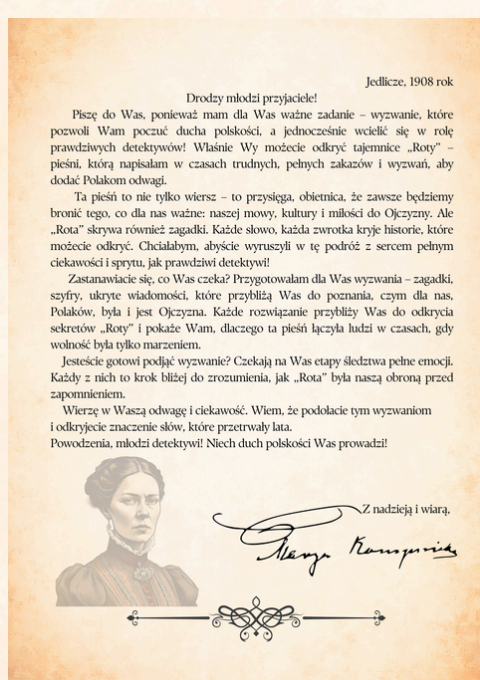 Jedlicze, 1908 rok
Drodzy młodzi przyjaciele!
Piszę do Was, ponieważ mam dla Was ważne zadanie – wyzwanie, które
pozwoli Wam poczuć ducha polskości, a jednocześnie wcielić się w rolę
prawdziwych detektywów! Właśnie Wy możecie odkryć tajemnice „Roty" –
pieśni, którą napisałam w czasach trudnych, pełnych zakazów i wyzwań, aby
dodać Polakom odwagi.
Ta pieśń to nie tylko wiersz – to przysięga, obietnica, że zawsze będziemy
bronić tego, co dla nas ważne: naszej mowy, kultury i miłości do Ojczyzny. Ale
„Rota" skrywa również zagadki. Każde słowo, każda zwrotka kryje historie, które
możecie odkryć. Chciałabym, abyście wyruszyli w tę podróż z sercem pełnym
ciekawości i sprytu, jak prawdziwi detektywi!
Zastanawiacie się, co Was czeka? Przygotowałam dla Was wyzwania – zagadki,
szyfry, ukryte wiadomości, które przybliżą Was do poznania, czym dla nas,
Polaków, była i jest Ojczyzna. Każde rozwiązanie przybliży Was do odkrycia
sekretów „Roty" i pokaże Wam, dlaczego ta pieśń łączyła ludzi w czasach, gdy
wolność była tylko marzeniem.
Jesteście gotowi podjąć wyzwanie? Czekają na Was etapy śledztwa pełne emocji.
Każdy z nich to krok bliżej do zrozumienia, jak „Rota" była naszą obroną przed
zapomnieniem.
Wierzę w Waszą odwagę i ciekawość. Wiem, że podołacie tym wyzwaniom
i odkryjecie znaczenie słów, które przetrwały lata.
Powodzenia, młodzi detektywi! Niech duch polskości Was prowadzi!
Z nadzieją i wiarą,
Marya Konopnicka